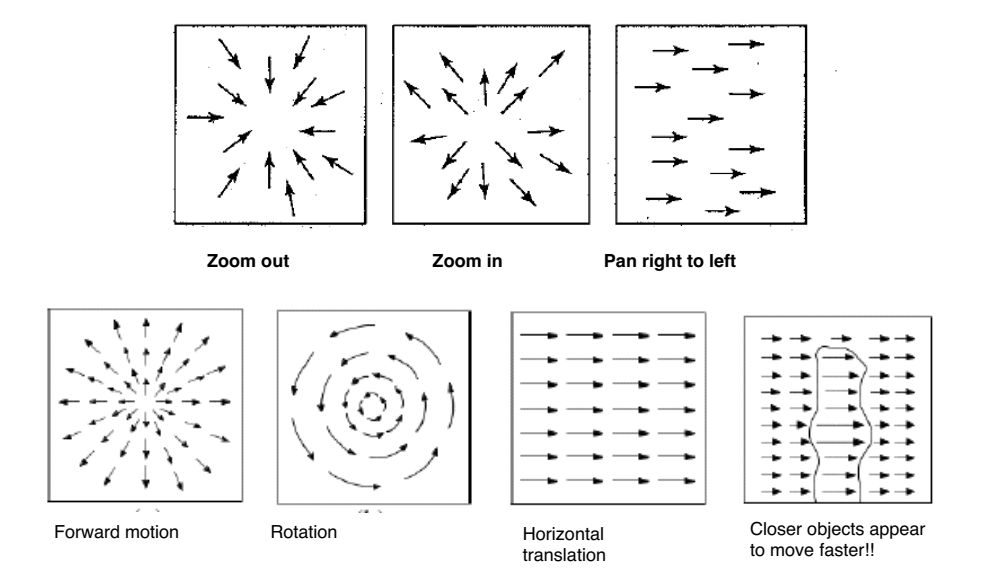 Zoom out
Zoom in
Pan right to left
Forward motion
Rotation
Horizontal
translation
Closer objects appear
to move faster!!